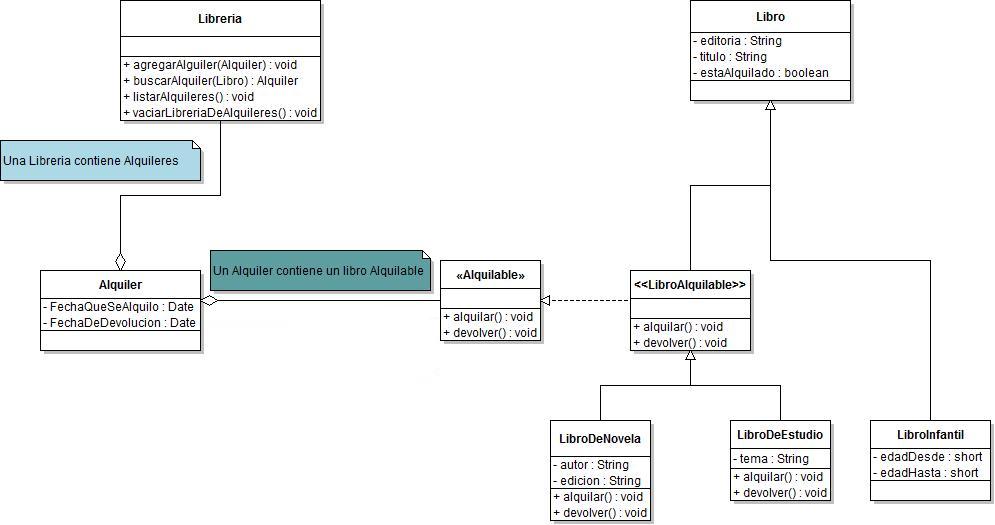 Libreria
+ agregarAlguiler(Alquiler) : void
+ buscarAlquiler(Libro) : Alquiler
+ listarAlquileres() : void
+ vaciarLibreriaDeAlquileres() : void
Libro
- editoria : String
- titulo : String
- estaAlquilado : boolean
Una Libreria contiene Alquileres
Un Alquiler contiene un libro Alquilable
Alquiler
- FechaQueSeAlquilo : Date
- FechaDeDevolucion : Date
«Alquilable»
+ alquilar() : void
+ devolver() : void
<<LibroAlquilable>>
+ alquilar() : void
+ devolver() : void
LibroDeNovela
- autor : String
- edicion : String
+ alquilar() : void
+ devolver() : void
LibroDeEstudio
- tema : String
+ alquilar() : void
+ devolver() : void
LibroInfantil
- edadDesde : short
- edadHasta : short